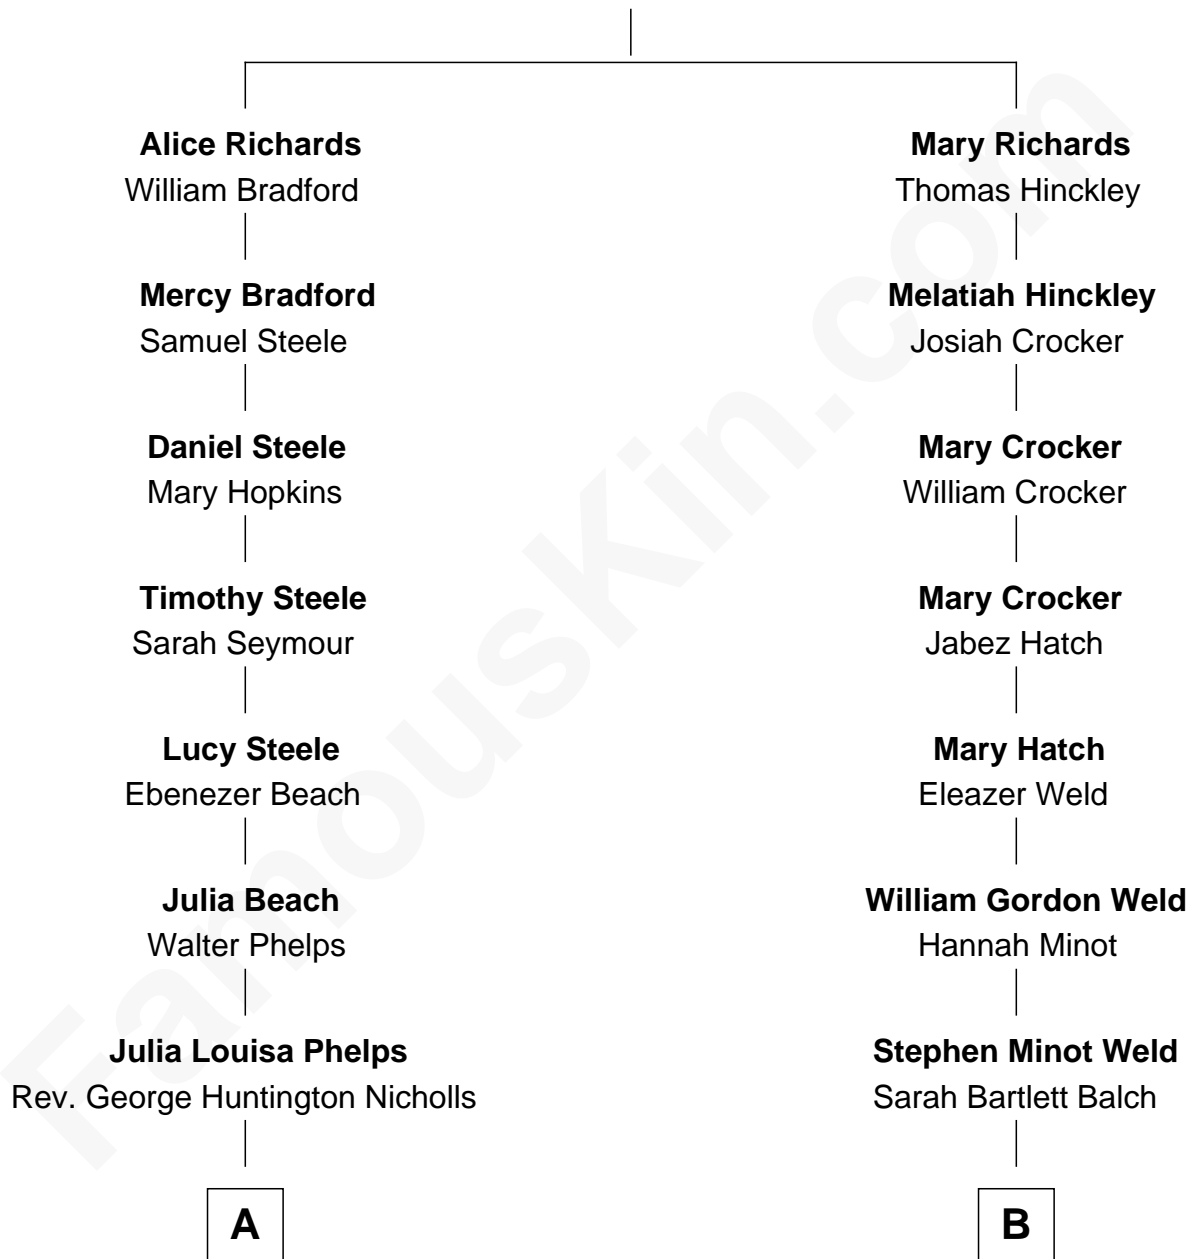 Alice Richards
William Bradford
Mercy Bradford
Samuel Steele
Daniel Steele
Mary Hopkins
Timothy Steele
Sarah Seymour
Lucy Steele
Ebenezer Beach
Julia Beach
Walter Phelps
Julia Louisa Phelps
Rev. George Huntington Nicholls
A
Mary Richards
Thomas Hinckley
Melatiah Hinckley
Josiah Crocker
Mary Crocker
William Crocker
Mary Crocker
Jabez Hatch
Mary Hatch
Eleazer Weld
William Gordon Weld
Hannah Minot
Stephen Minot Weld
Sarah Bartlett Balch
B
FamousKin.com